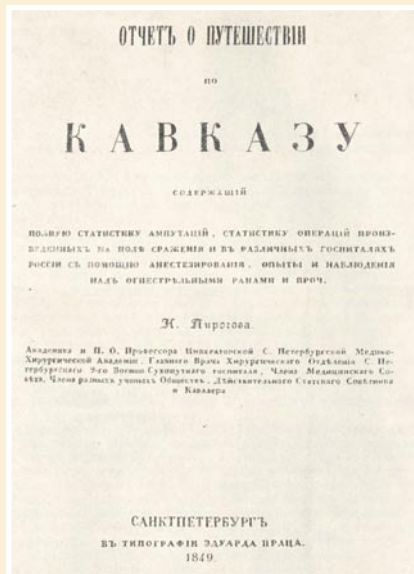 ОТЧЕТЪ О ПУТЕШЕСТВІИ
ПО
КАВКАЗУ
СОДЕРЖАЩІЙ
ПОЛНУЮ СТАТИСТИКУ АМПУТАЦІЙ, СТАТИСТИКУ ОПЕРАЦІЙ ПРОИЗ-
ВЕДЕННЫХЪ НА ПОЛѢ СРАЖЕНІЯ И ВЪ РАЗЛИЧНЫХЪ ГОСПИТАЛЯХЪ
РОССІИ СЪ ПОМОЩІЮ АНЕСТЕЗИРОВАНІЯ, ОПЫТЫ И НАБЛЮДЕНІЯ
НАДЪ ОГНЕСТРѢЛЬНЫМИ РАНАМИ И ПРОЧ.
Н. Пирогова.
Академика и П. О. Профессора Императорской С. Петербургской Медико-
Хирургической Академіи, Главнаго Врача Хирургическаго Отдѣленія С. Пе-
тербургскаго 2-го Военно-Сухопутнаго госпиталя, Члена Медицинскаго Со-
вѣта, Члена разныхъ ученыхъ Обществъ, Дѣйствительнаго Статскаго Совѣтника
и Кавалера
САНКТПЕТЕРБУРГЪ
ВЪ ТИПОГРАФІИ ЭДУАРДА ПРАЦА.
1849.